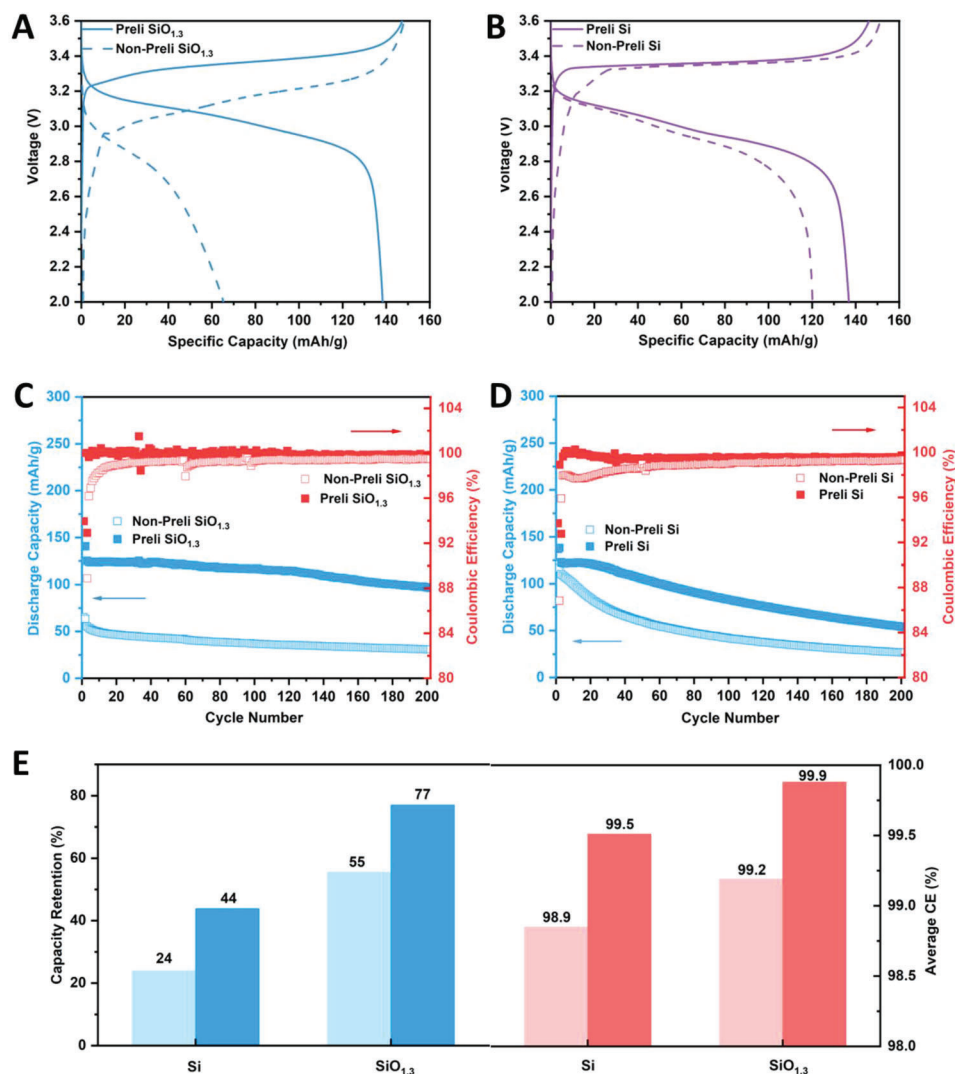 A
Preli SiO1.3
Non-Preli SiO1.3
Voltage (V)
3.6
3.4
3.2
3.0
2.8
2.6
2.4
2.2
2.0
0 20 40 60 80 100 120 140 160
Specific Capacity (mAh/g)
B
Preli Si
Non-Preli Si
Voltage (V)
3.6
3.4
3.2
3.0
2.8
2.6
2.4
2.2
2.0
0 20 40 60 80 100 120 140 160
Specific Capacity (mAh/g)
C
Discharge Capacity (mAh/g)
300
250
200
150
100
50
0
Non-Preli SiO1.3
Preli SiO1.3
Non-Preli SiO1.3
Preli SiO1.3
104
100
96
92
88
84
80
Coulombic Efficiency (%)
0 20 40 60 80 100 120 140 160 180 200
Cycle Number
D
Discharge Capacity (mAh/g)
300
250
200
150
100
50
0
Non-Preli Si
Preli Si
Non-Preli Si
Preli Si
104
102
100
98
96
94
92
90
88
86
84
82
80
Coulombic Efficiency (%)
0 20 40 60 80 100 120 140 160 180 200
Cycle Number
E
Capacity Retention (%)
80
60
40
20
0
24
44
55
77
98.9
99.5
99.2
99.9
100.0
99.5
99.0
98.5
98.0
Average CE (%)
Si SiO1.3 Si SiO1.3